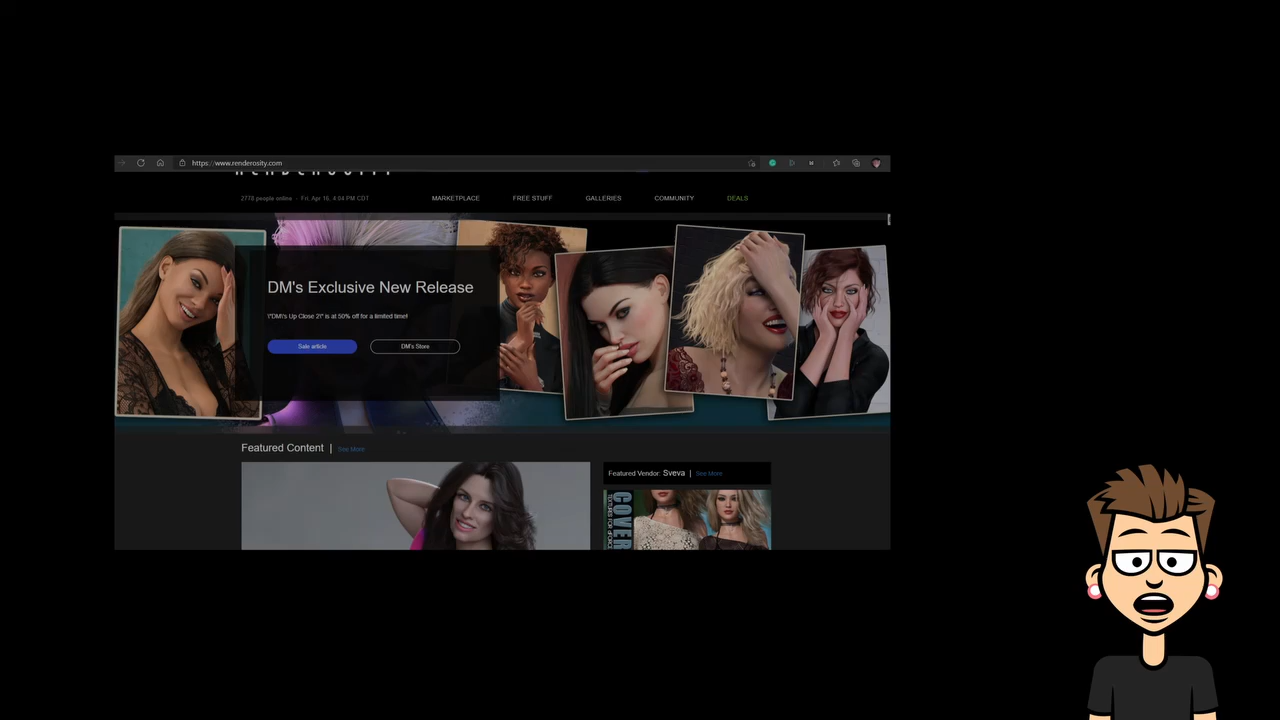 https://www.renderosity.com
RENDEROSITY
2778 people online - Fri, Apr 16, 4:04 PM CDT
MARKETPLACE
FREE STUFF
GALLERIES
COMMUNITY
DEALS
DM's Exclusive New Release
\"DM\'s Up Close 2\" is at 50% off for a limited time!
Sale article
DM's Store
Featured Content | See More
Featured Vendor: Sveva | See More
COVER